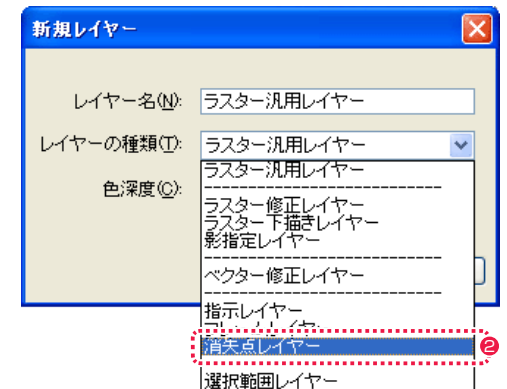 新規レイヤー
レイヤー名(N): ラスター汎用レイヤー
レイヤーの種類(T): ラスター汎用レイヤー
色深度(C):
ラスター汎用レイヤー
----------------------------
ラスター修正レイヤー
ラスター下描きレイヤー
影指定レイヤー
----------------------------
ベクター修正レイヤー
----------------------------
指示レイヤー
消失点レイヤー
2
選択範囲レイヤー